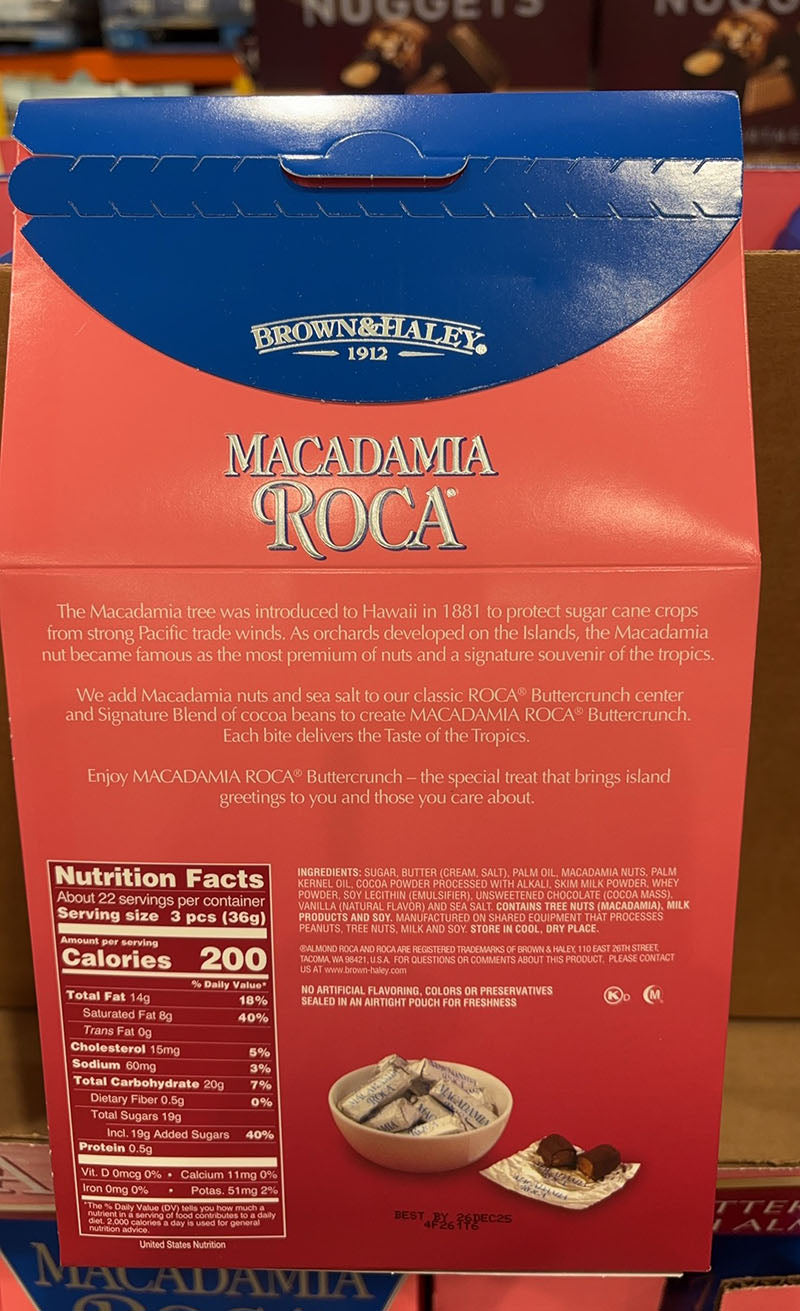 NUGGETS
BROWN&HALEY®
1912
MACADAMIA
ROCA®
The Macadamia tree was introduced to Hawaii in 1881 to protect sugar cane crops
from strong Pacific trade winds. As orchards developed on the Islands, the Macadamia
nut became famous as the most premium of nuts and a signature souvenir of the tropics.
We add Macadamia nuts and sea salt to our classic ROCA® Buttercrunch center
and Signature Blend of cocoa beans to create MACADAMIA ROCA® Buttercrunch.
Each bite delivers the Taste of the Tropics.
Enjoy MACADAMIA ROCA® Buttercrunch – the special treat that brings island
greetings to you and those you care about.
Nutrition Facts
About 22 servings per container
Serving size 3 pcs (36g)
Amount per serving
Calories 200
% Daily Value*
Total Fat 14g 18%
Saturated Fat 8g 40%
Trans Fat 0g
Cholesterol 15mg 5%
Sodium 60mg 3%
Total Carbohydrate 20g 7%
Dietary Fiber 0.5g 0%
Total Sugars 19g
Incl. 19g Added Sugars 40%
Protein 0.5g
Vit. D 0mcg 0% • Calcium 11mg 0%
Iron 0mg 0% • Potas. 51mg 2%
*The % Daily Value (DV) tells you how much a
nutrient in a serving of food contributes to a daily
diet. 2,000 calories a day is used for general
nutrition advice.
United States Nutrition
INGREDIENTS: SUGAR, BUTTER (CREAM, SALT), PALM OIL, MACADAMIA NUTS, PALM
KERNEL OIL, COCOA POWDER PROCESSED WITH ALKALI, SKIM MILK POWDER, WHEY
POWDER, SOY LECITHIN (EMULSIFIER), UNSWEETENED CHOCOLATE (COCOA MASS),
VANILLA (NATURAL FLAVOR) AND SEA SALT. CONTAINS TREE NUTS (MACADAMIA), MILK
PRODUCTS AND SOY. MANUFACTURED ON SHARED EQUIPMENT THAT PROCESSES
PEANUTS, TREE NUTS, MILK AND SOY. STORE IN COOL, DRY PLACE.
®ALMOND ROCA AND ROCA ARE REGISTERED TRADEMARKS OF BROWN & HALEY, 110 EAST 26TH STREET,
TACOMA, WA 98421, U.S.A. FOR QUESTIONS OR COMMENTS ABOUT THIS PRODUCT, PLEASE CONTACT
US AT www.brown-haley.com
NO ARTIFICIAL FLAVORING, COLORS OR PRESERVATIVES
SEALED IN AN AIRTIGHT POUCH FOR FRESHNESS
K D M
BEST BY 26DEC25
4F261T6
MACADAMIA